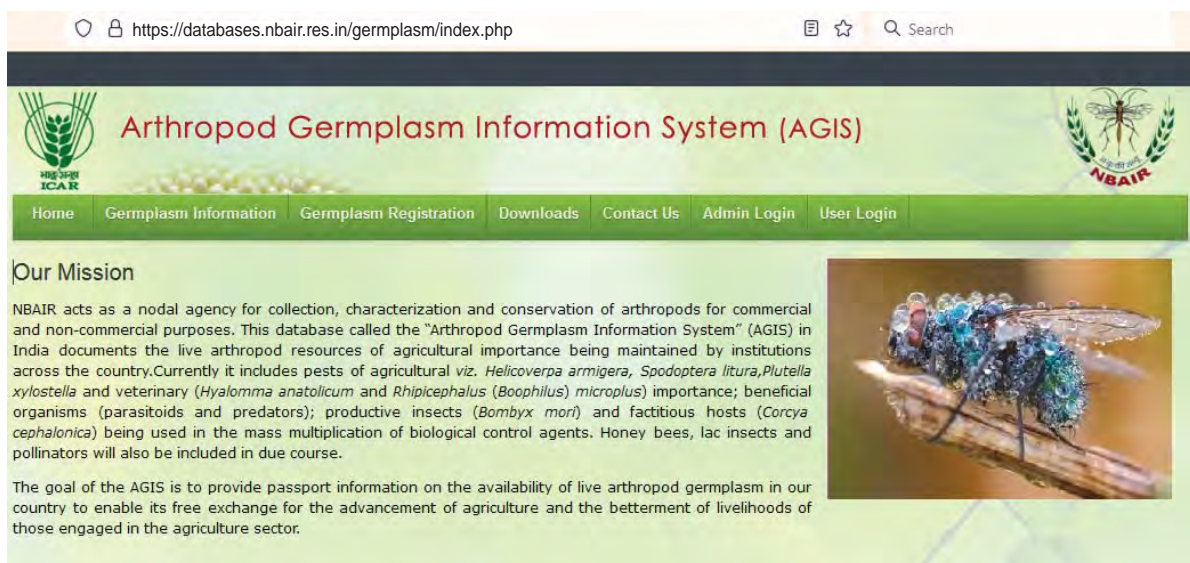 https://databases.nbair.res.in/germplasm/index.php
Search
Arthropod Germplasm Information System (AGIS)
ICAR
NBAIR
Home Germplasm Information Germplasm Registration Downloads Contact Us Admin Login User Login
Our Mission
NBAIR acts as a nodal agency for collection, characterization and conservation of arthropods for commercial
and non-commercial purposes. This database called the “Arthropod Germplasm Information System” (AGIS) in
India documents the live arthropod resources of agricultural importance being maintained by institutions
across the country.Currently it includes pests of agricultural viz. Helicoverpa armigera, Spodoptera litura,Plutella
xylostella and veterinary (Hyalomma anatolicum and Rhipicephalus (Boophilus) microplus) importance; beneficial
organisms (parasitoids and predators); productive insects (Bombyx mori) and factitious hosts (Corcya
cephalonica) being used in the mass multiplication of biological control agents. Honey bees, lac insects and
pollinators will also be included in due course.
The goal of the AGIS is to provide passport information on the availability of live arthropod germplasm in our
country to enable its free exchange for the advancement of agriculture and the betterment of livelihoods of
those engaged in the agriculture sector.